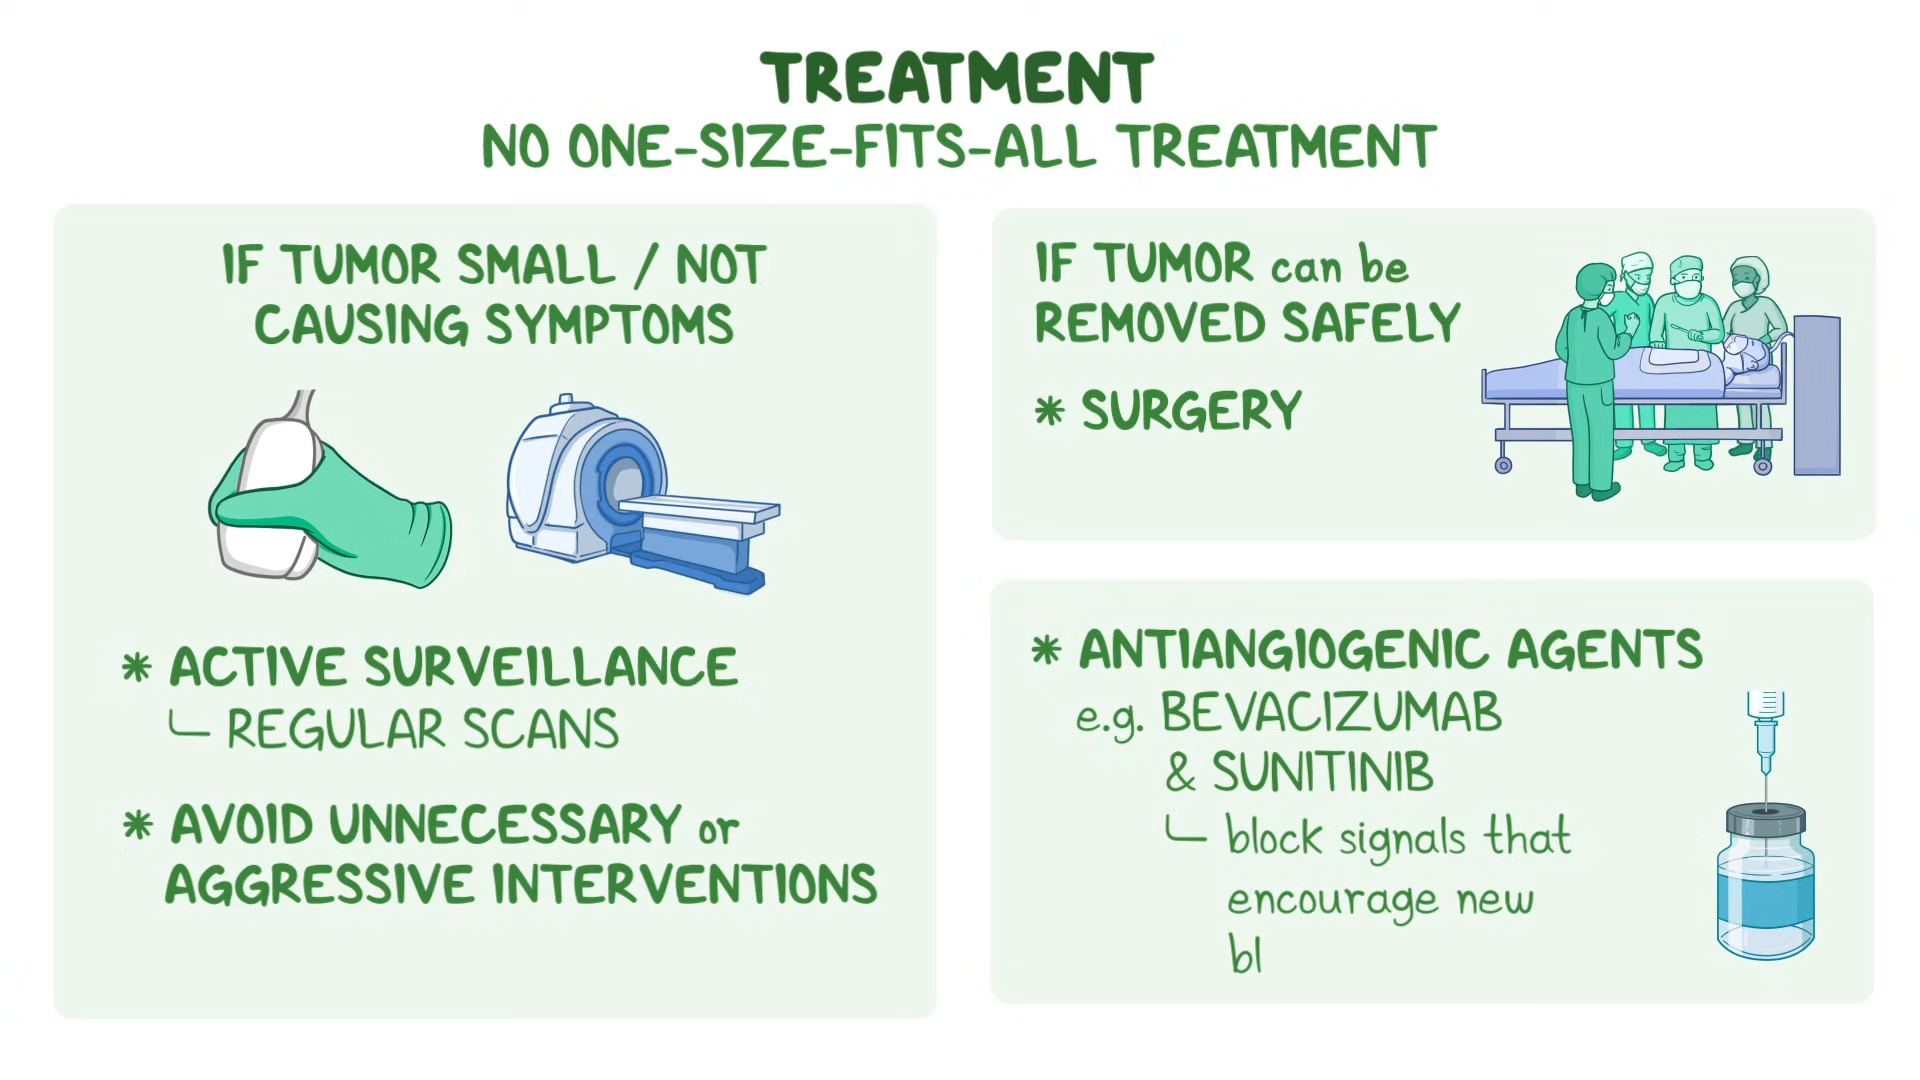 TREATMENT
NO ONE-SIZE-FITS-ALL TREATMENT
IF TUMOR SMALL / NOT
CAUSING SYMPTOMS
* ACTIVE SURVEILLANCE
REGULAR SCANS
* AVOID UNNECESSARY or
AGGRESSIVE INTERVENTIONS
IF TUMOR can be
REMOVED SAFELY
* SURGERY
* ANTIANGIOGENIC AGENTS
e.g. BEVACIZUMAB
& SUNITINIB
block signals that
encourage new
bl